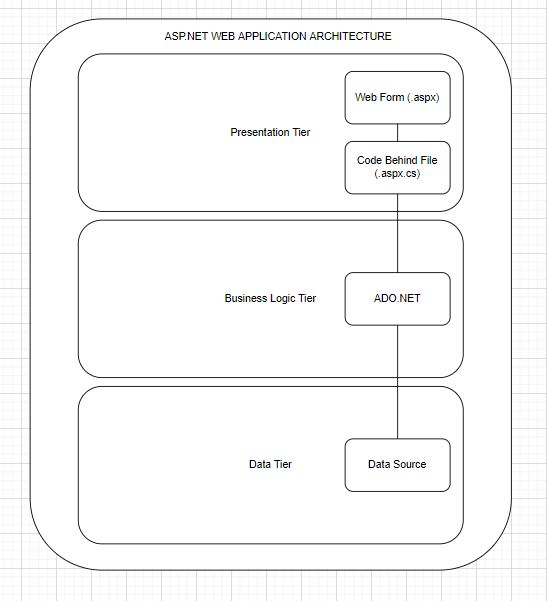 ASP.NET WEB APPLICATION ARCHITECTURE
Web Form (.aspx)
Presentation Tier
Code Behind File
(.aspx.cs)
Business Logic Tier
ADO.NET
Data Tier
Data Source